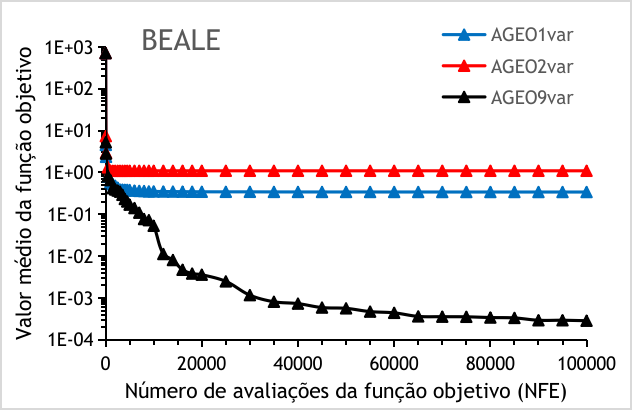 BEALE
AGEO1var
AGEO2var
AGEO9var
Valor médio da função objetivo
1E+03
1E+02
1E+01
1E+00
1E-01
1E-02
1E-03
1E-04
0 20000 40000 60000 80000 100000
Número de avaliações da função objetivo (NFE)